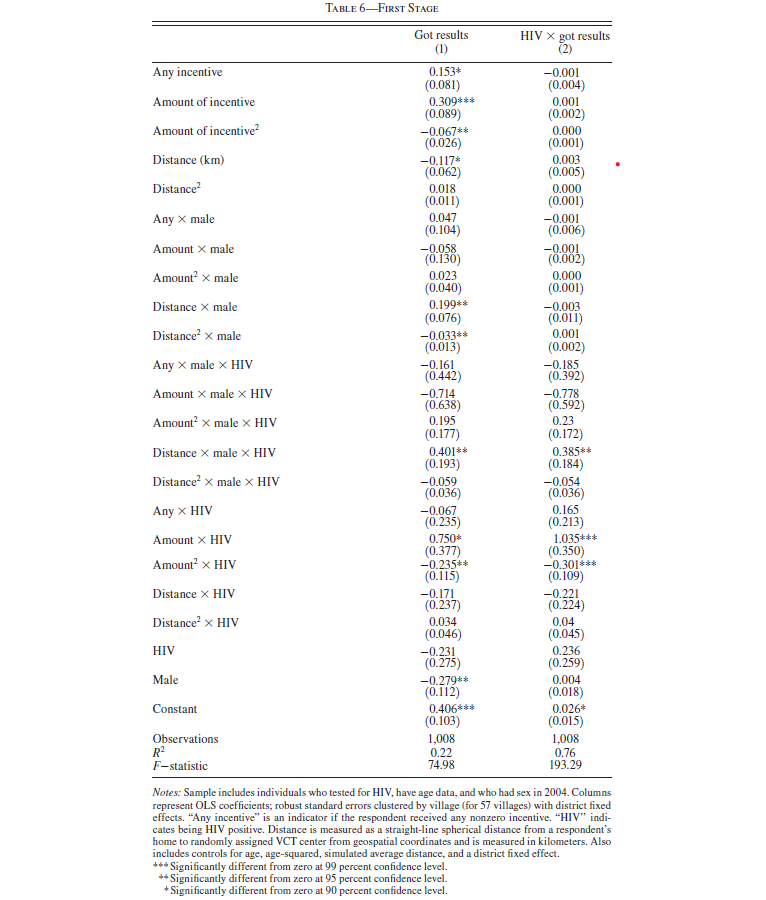 TABLE 6—FIRST STAGE
Got results HIV × got results
(1) (2)
Any incentive 0.153* −0.001
(0.081) (0.004)
Amount of incentive 0.309*** 0.001
(0.089) (0.002)
Amount of incentive² −0.067** 0.000
(0.026) (0.001)
Distance (km) −0.117* 0.003
(0.062) (0.005)
Distance² 0.018 0.000
(0.011) (0.001)
Any × male 0.047 −0.001
(0.104) (0.006)
Amount × male −0.058 −0.001
(0.130) (0.002)
Amount² × male 0.023 0.000
(0.040) (0.001)
Distance × male 0.199** −0.003
(0.076) (0.011)
Distance² × male −0.033** 0.001
(0.013) (0.002)
Any × male × HIV −0.161 −0.185
(0.442) (0.392)
Amount × male × HIV −0.714 −0.778
(0.638) (0.592)
Amount² × male × HIV 0.195 0.23
(0.177) (0.172)
Distance × male × HIV 0.401** 0.385**
(0.193) (0.184)
Distance² × male × HIV −0.059 −0.054
(0.036) (0.036)
Any × HIV −0.067 0.165
(0.235) (0.213)
Amount × HIV 0.750* 1.035***
(0.377) (0.350)
Amount² × HIV −0.235** −0.301***
(0.115) (0.109)
Distance × HIV −0.171 −0.221
(0.237) (0.224)
Distance² × HIV 0.034 0.04
(0.046) (0.045)
HIV −0.231 0.236
(0.275) (0.259)
Male −0.279** 0.004
(0.112) (0.018)
Constant 0.406*** 0.026*
(0.103) (0.015)
Observations 1,008 1,008
R² 0.22 0.76
F−statistic 74.98 193.29
Notes: Sample includes individuals who tested for HIV, have age data, and who had sex in 2004. Columns
represent OLS coefficients; robust standard errors clustered by village (for 57 villages) with district fixed
effects. “Any incentive” is an indicator if the respondent received any nonzero incentive. “HIV” indi-
cates being HIV positive. Distance is measured as a straight-line spherical distance from a respondent’s
home to randomly assigned VCT center from geospatial coordinates and is measured in kilometers. Also
includes controls for age, age-squared, simulated average distance, and a district fixed effect.
*** Significantly different from zero at 99 percent confidence level.
** Significantly different from zero at 95 percent confidence level.
* Significantly different from zero at 90 percent confidence level.